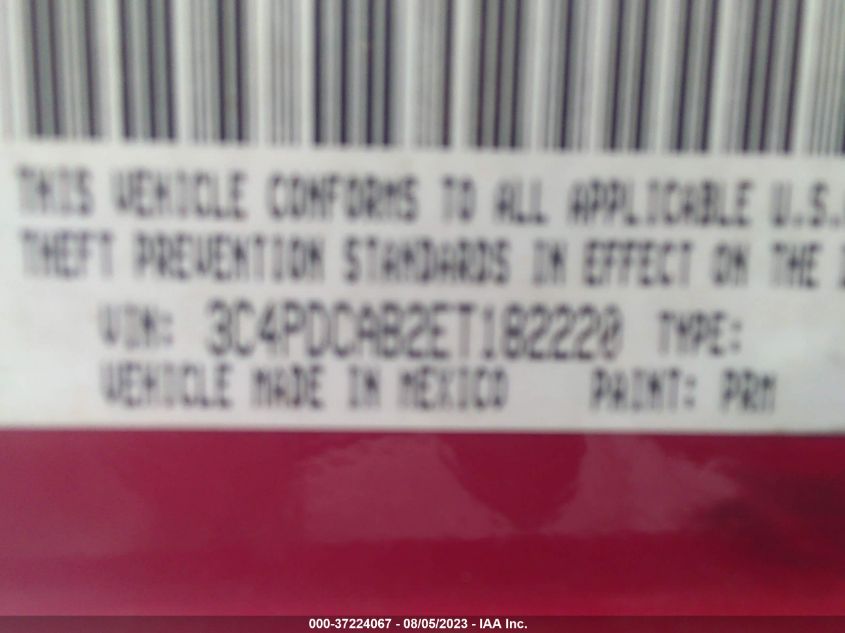 THIS VEHICLE CONFORMS TO ALL APPLICABLE U.S.
THEFT PREVENTION STANDARDS IN EFFECT ON THE
VIN: 3C4PDCAB2ET182220 TYPE:
VEHICLE MADE IN MEXICO PAINT: PRM
000-37224067 - 08/05/2023 - IAA Inc.